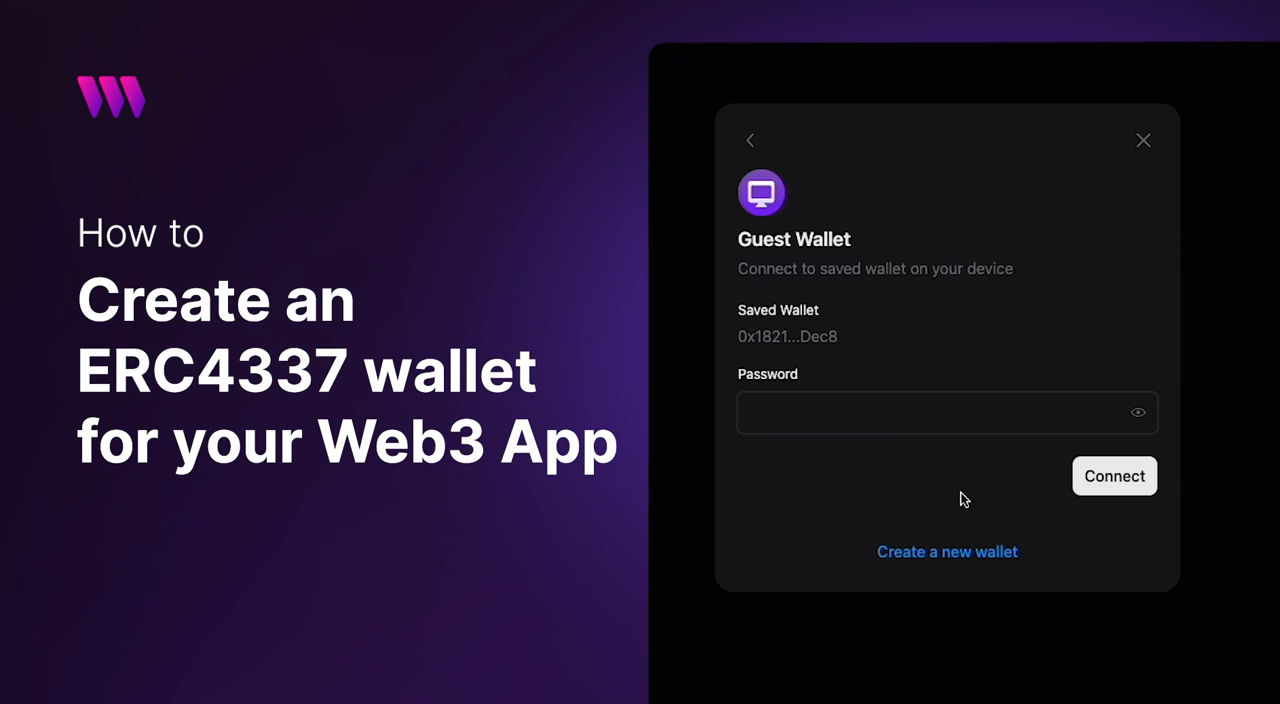 How to
Create an
ERC4337 wallet
for your Web3 App
Guest Wallet
Connect to saved wallet on your device
Saved Wallet
0x1821...Dec8
Password
Connect
Create a new wallet